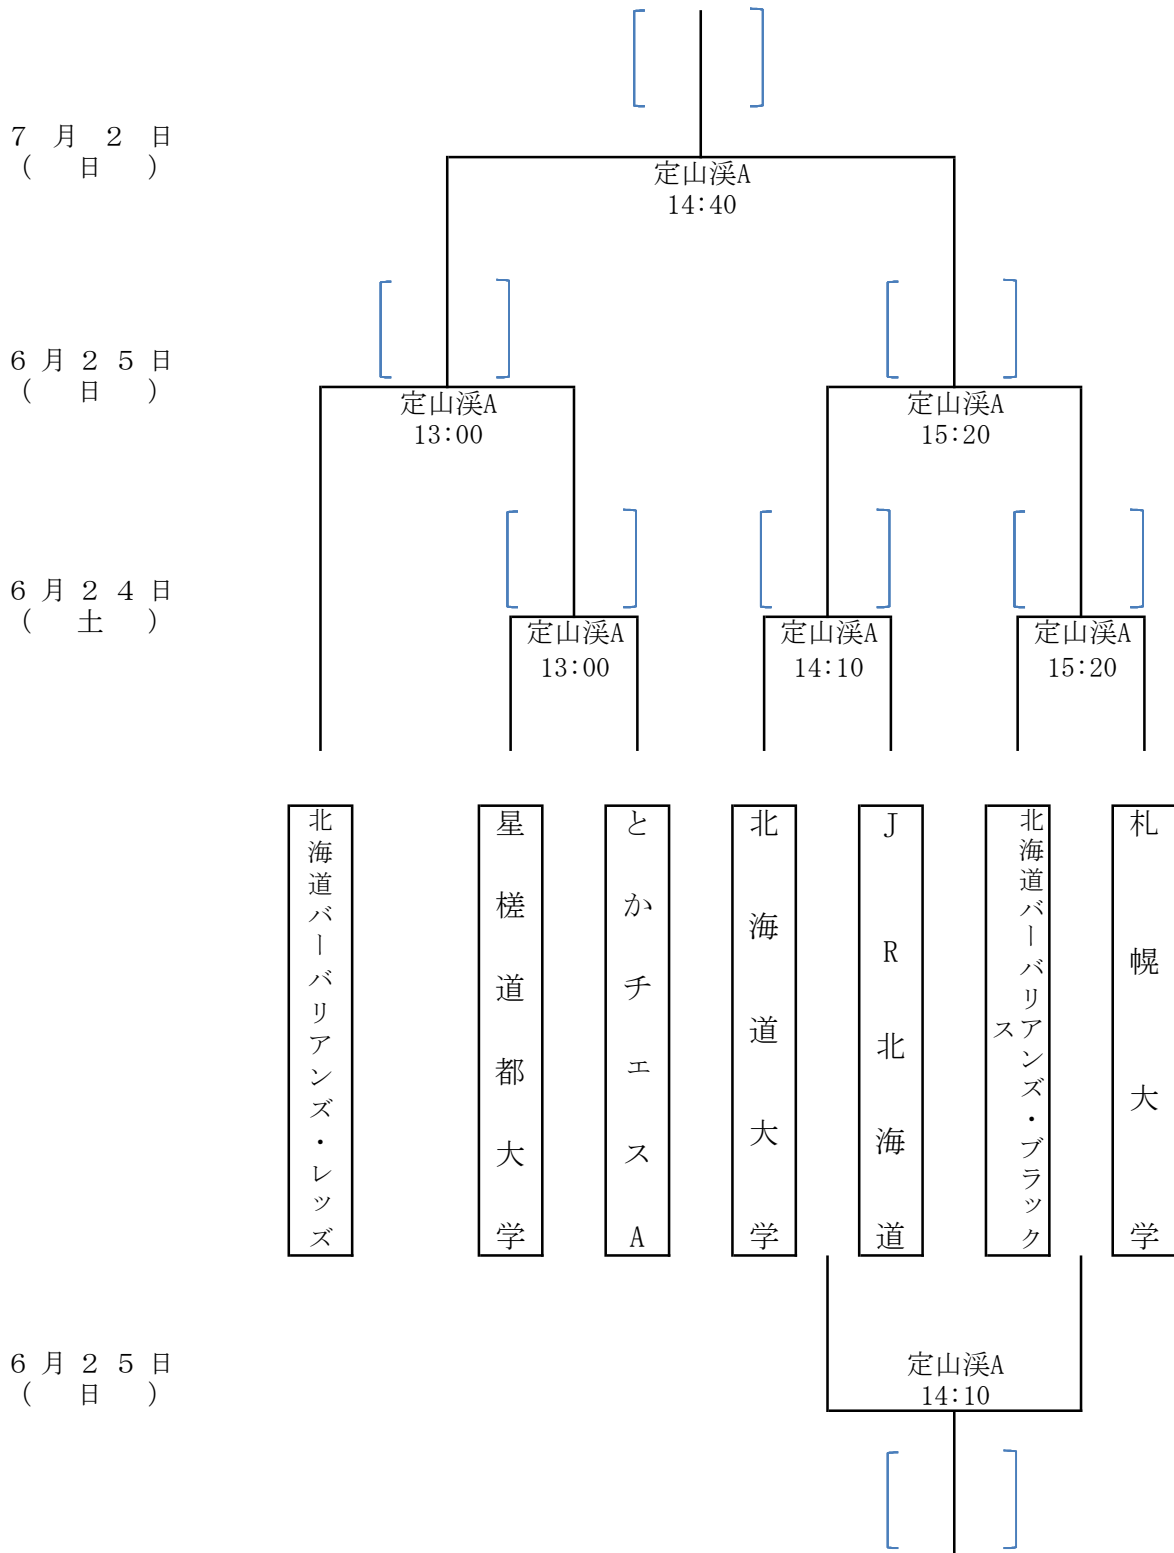 7月2日
(日)
定山渓A
14:40
6月25日
(日)
定山渓A
13:00
定山渓A
15:20
6月24日
(土)
定山渓A
13:00
定山渓A
14:10
定山渓A
15:20
北海道バーバリアンズ・レッズ
星槎道都大学
とかチェスA
北海道大学
JR北海道
北海道バーバリアンズ・ブラック
ス
札幌大学
6月25日
(日)
定山渓A
14:10